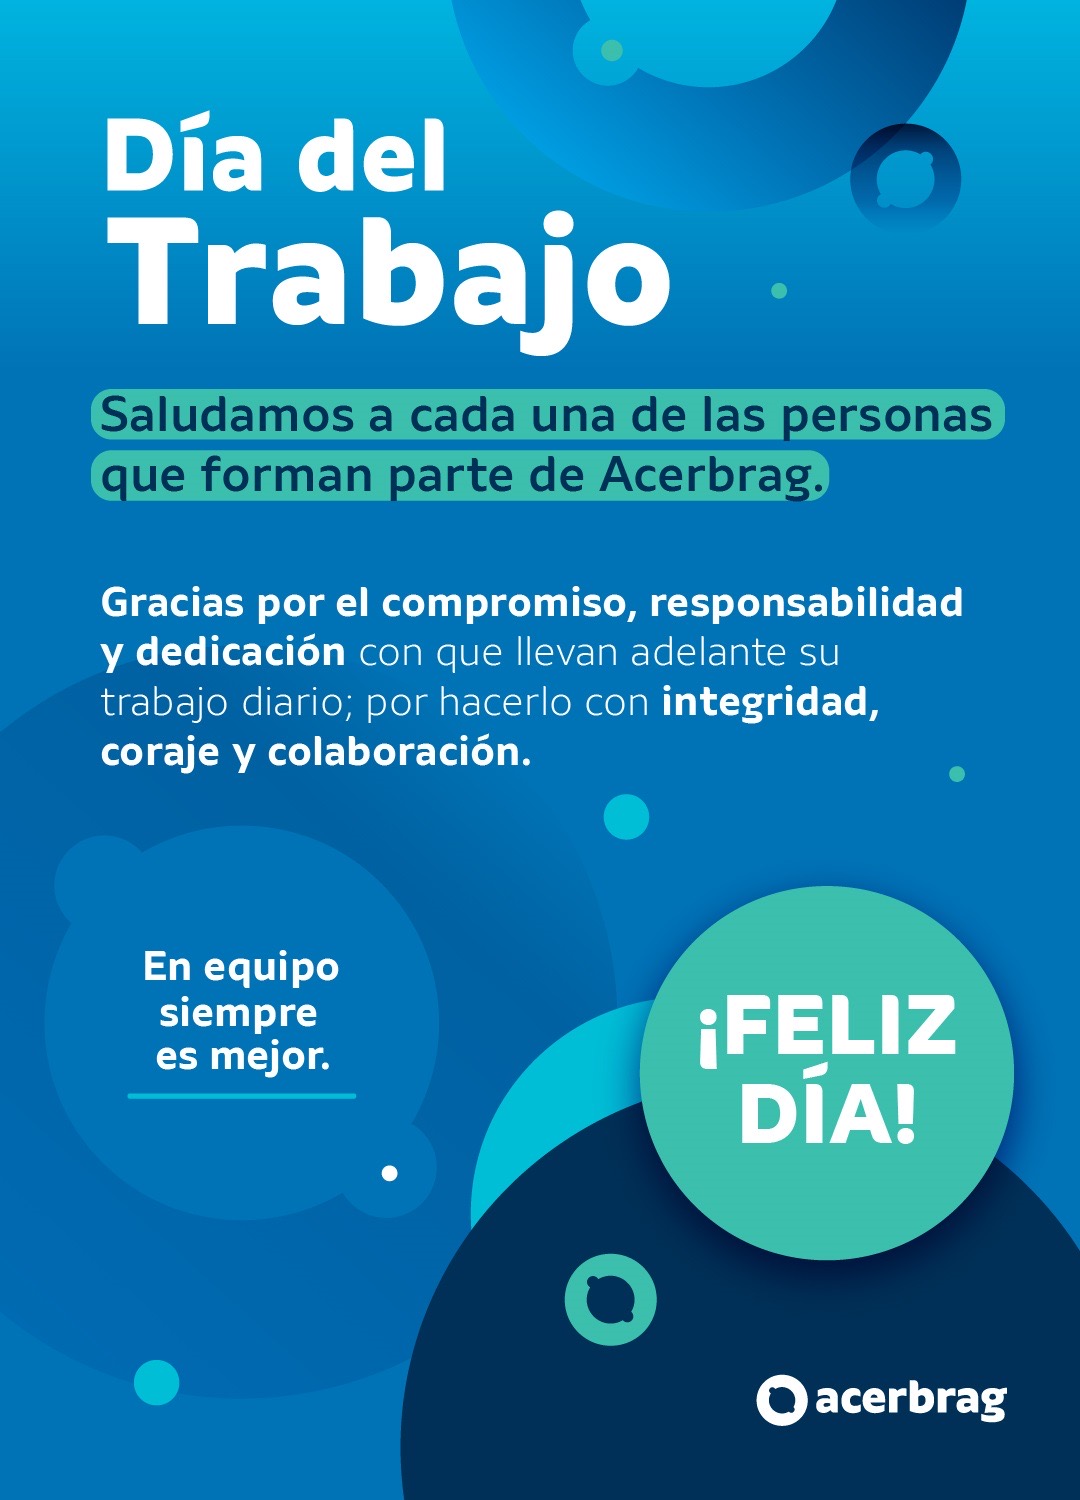 Día del
Trabajo
Saludamos a cada una de las personas
que forman parte de Acerbrag.
Gracias por el compromiso, responsabilidad
y dedicación con que llevan adelante su
trabajo diario; por hacerlo con integridad,
coraje y colaboración.
En equipo
siempre
es mejor.
¡FELIZ
DÍA!
acerbrag